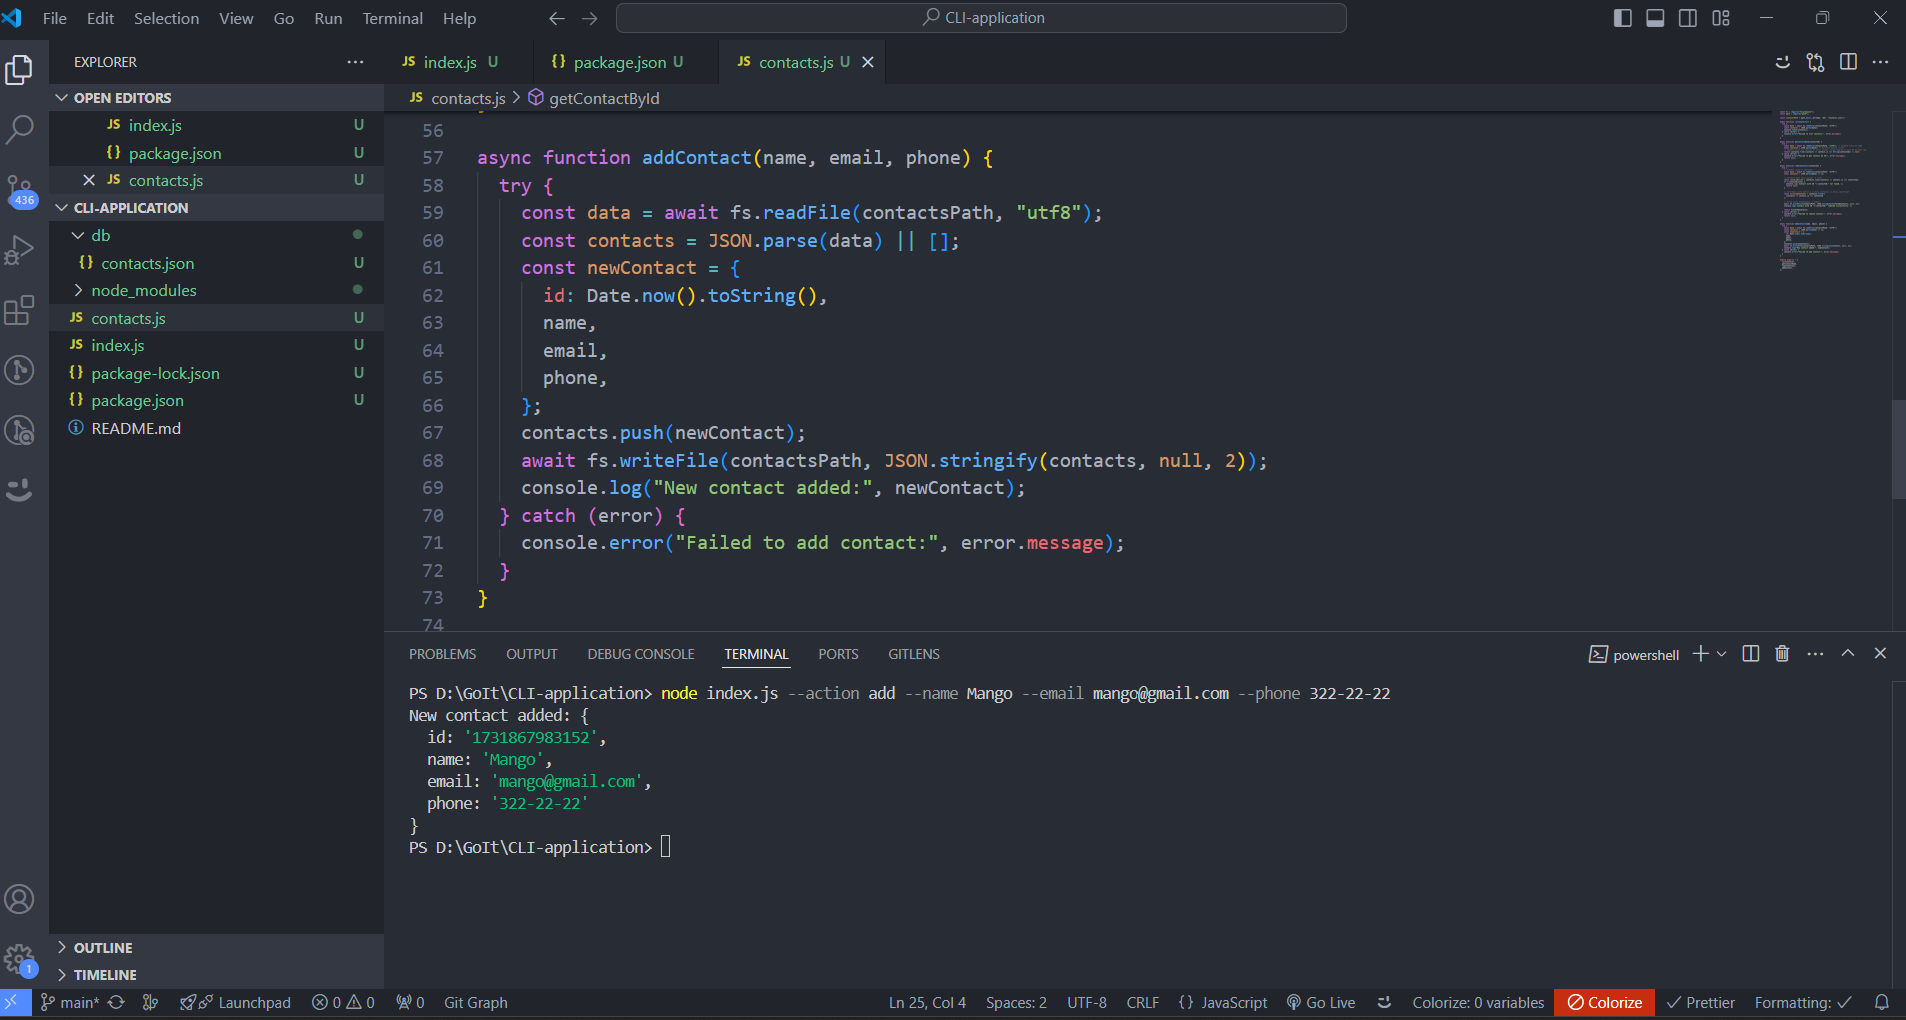 File Edit Selection View Go Run Terminal Help
CLI-application
EXPLORER
JS index.js U
{} package.json U
JS contacts.js U
JS contacts.js > getContactById
OPEN EDITORS
JS index.js U
{} package.json U
JS contacts.js U
CLI-APPLICATION
db
{} contacts.json U
node_modules
JS contacts.js U
JS index.js U
{} package-lock.json U
{} package.json U
README.md
436
OUTLINE
TIMELINE
1
56
57 async function addContact(name, email, phone) {
58 try {
59 const data = await fs.readFile(contactsPath, "utf8");
60 const contacts = JSON.parse(data) || [];
61 const newContact = {
62 id: Date.now().toString(),
63 name,
64 email,
65 phone,
66 };
67 contacts.push(newContact);
68 await fs.writeFile(contactsPath, JSON.stringify(contacts, null, 2));
69 console.log("New contact added:", newContact);
70 } catch (error) {
71 console.error("Failed to add contact:", error.message);
72 }
73 }
74
PROBLEMS OUTPUT DEBUG CONSOLE TERMINAL PORTS GITLENS
powershell
PS D:\GoIt\CLI-application> node index.js --action add --name Mango --email mango@gmail.com --phone 322-22-22
New contact added: {
id: '1731867983152',
name: 'Mango',
email: 'mango@gmail.com',
phone: '322-22-22'
}
PS D:\GoIt\CLI-application>
main* Launchpad 0 0 0 Git Graph Ln 25, Col 4 Spaces: 2 UTF-8 CRLF {} JavaScript Go Live Colorize: 0 variables Colorize Prettier Formatting: